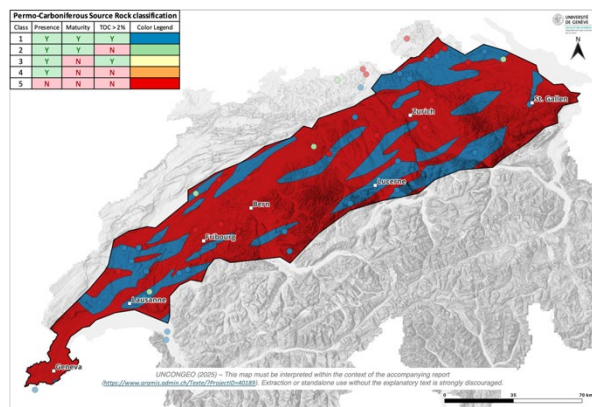 Permo-Carboniferous Source Rock classification
Class Presence Maturity TOC > 2% Color Legend
1 Y Y Y
2 Y Y N
3 Y N Y
4 Y N N
5 N N N
UNIVERSITÉ
DE GENÈVE
N
St. Gallen
Zurich
Lucerne
Bern
Fribourg
Lausanne
Geneva
UNCONGEO (2025) – This map must be interpreted within the context of the accompanying report
(https://www.aramis.admin.ch/Texte/?ProjectID=40189). Extraction or standalone use without the explanatory text is strongly discouraged.
0 35 70 km